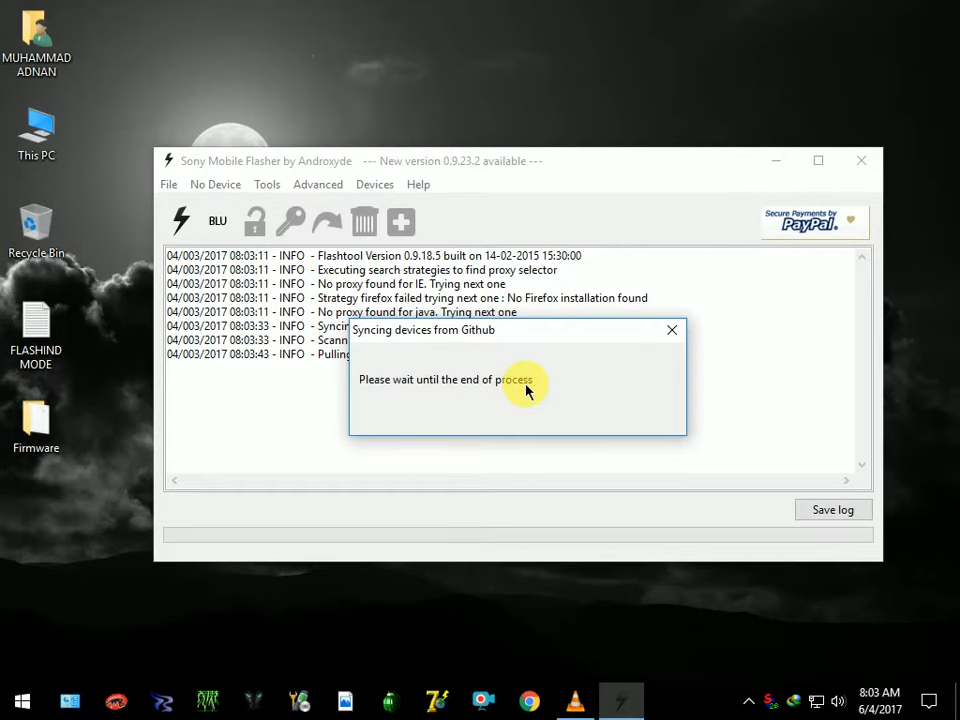 MUHAMMAD
ADNAN
This PC
Recycle Bin
FLASHIND
MODE
Firmware
Sony Mobile Flasher by Androxyde --- New version 0.9.23.2 available ---
File No Device Tools Advanced Devices Help
BLU
Secure Payments by
PayPal.
04/003/2017 08:03:11 - INFO - Flashtool Version 0.9.18.5 built on 14-02-2015 15:30:00
04/003/2017 08:03:11 - INFO - Executing search strategies to find proxy selector
04/003/2017 08:03:11 - INFO - No proxy found for IE. Trying next one
04/003/2017 08:03:11 - INFO - Strategy firefox failed trying next one : No Firefox installation found
04/003/2017 08:03:11 - INFO - No proxy found for java. Trying next one
04/003/2017 08:03:33 - INFO - Syncin
04/003/2017 08:03:33 - INFO - Scann
04/003/2017 08:03:43 - INFO - Pulling
Syncing devices from Github
Please wait until the end of process
Save log
8:03 AM
6/4/2017